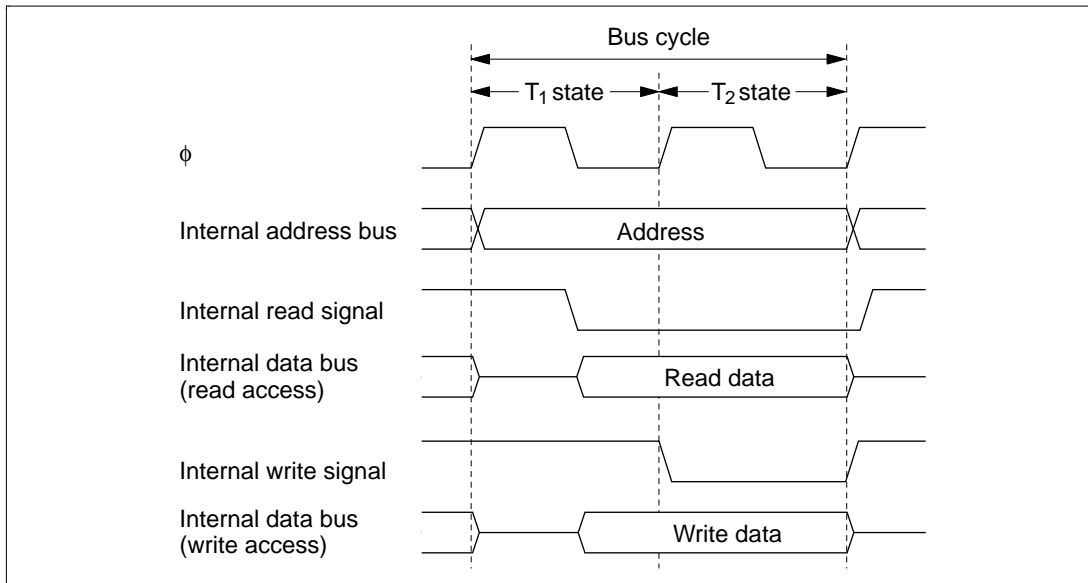 Bus cycle
T1 state
T2 state
ϕ
Internal address bus
Address
Internal read signal
Internal data bus
(read access)
Read data
Internal write signal
Internal data bus
(write access)
Write data